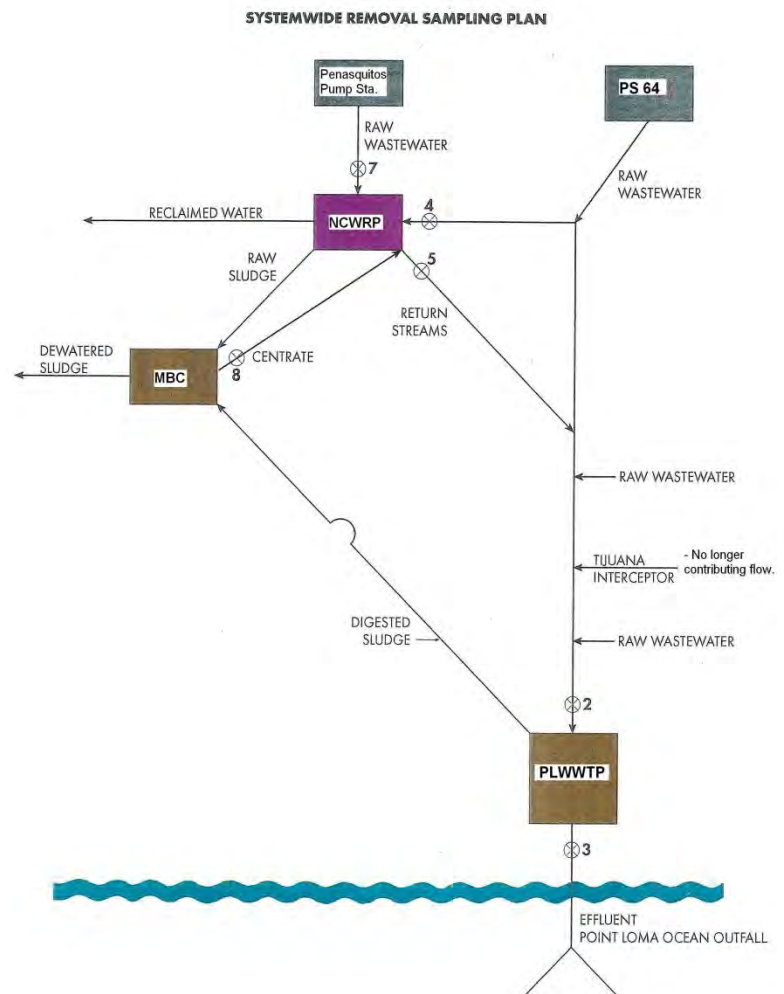 SYSTEMWIDE REMOVAL SAMPLING PLAN
Penasquitos
Pump Sta.
PS 64
RAW
WASTEWATER
7
RAW
WASTEWATER
4
RECLAIMED WATER
NCWRP
5
RAW
SLUDGE
RETURN
STREAMS
DEWATERED
SLUDGE
MBC
8
CENTRATE
RAW WASTEWATER
TIJUANA
INTERCEPTOR
- No longer
contributing flow.
DIGESTED
SLUDGE
RAW WASTEWATER
2
PLWWTP
3
EFFLUENT
POINT LOMA OCEAN OUTFALL